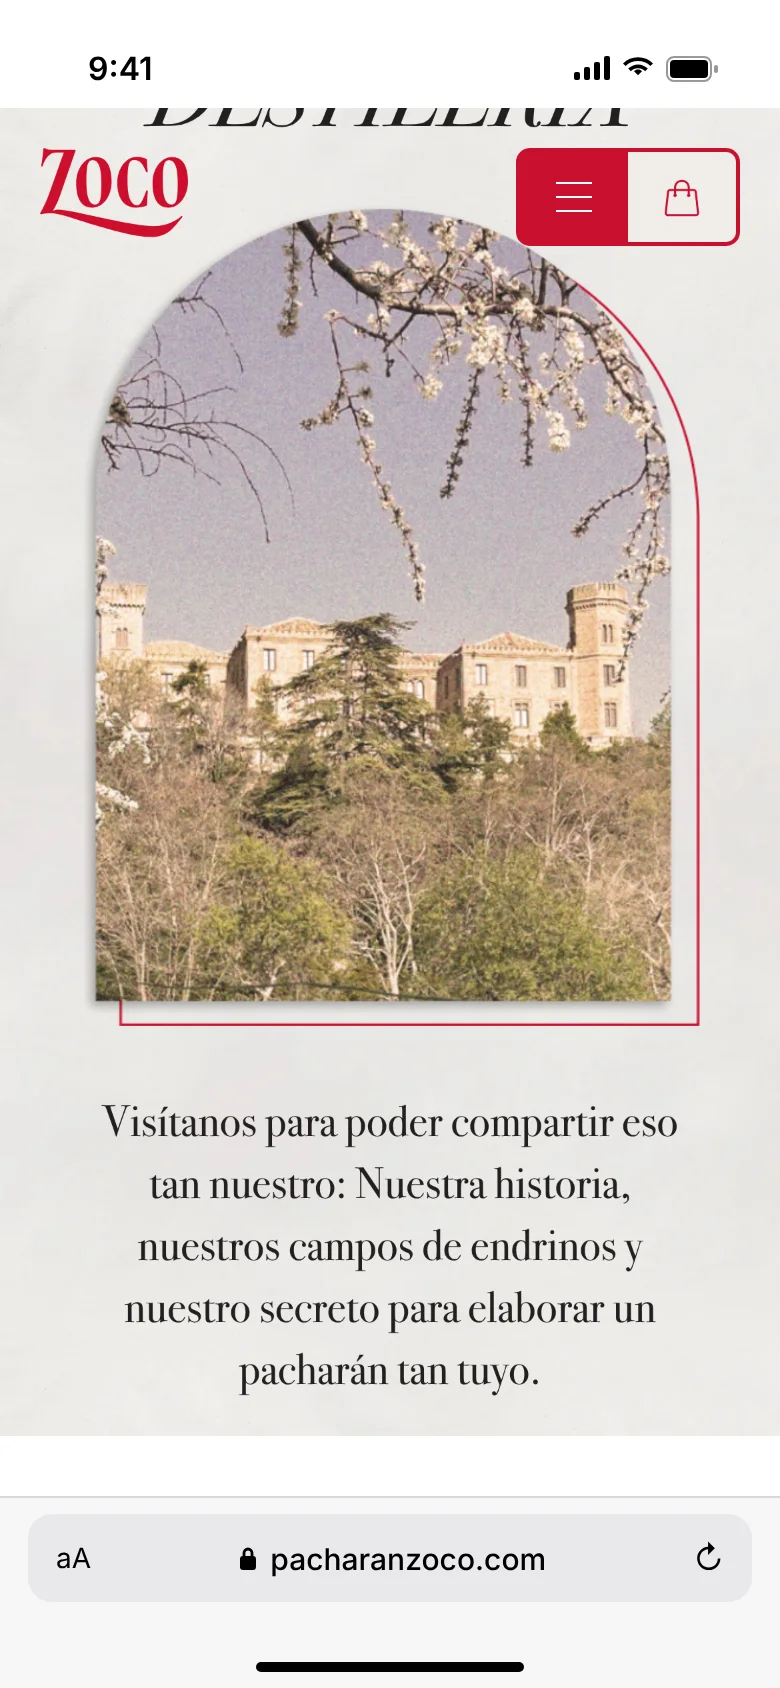 9:41
DESTILERÍA
ZOCO
Visítanos para poder compartir eso
tan nuestro: Nuestra historia,
nuestros campos de endrinos y
nuestro secreto para elaborar un
pacharán tan tuyo.
aA
pacharanzoco.com